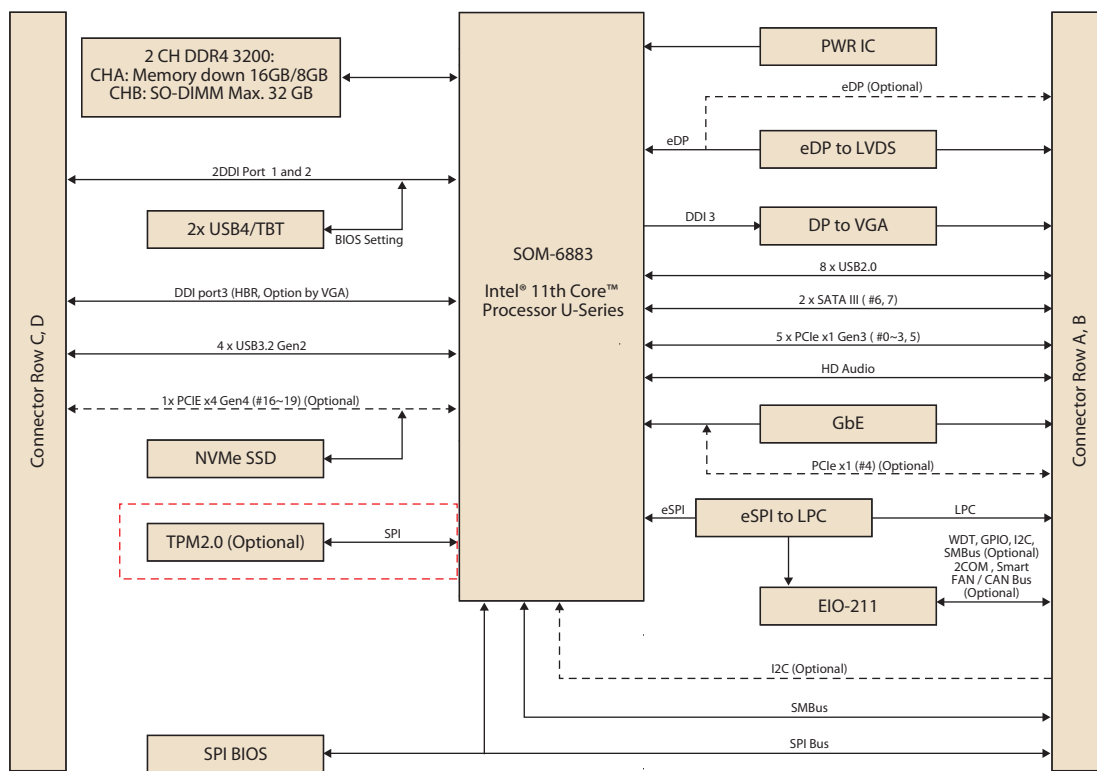 Connector Row C, D
2 CH DDR4 3200:
CHA: Memory down 16GB/8GB
CHB: SO-DIMM Max. 32 GB
2DDI Port 1 and 2
2x USB4/TBT
BIOS Setting
DDI port3 (HBR, Option by VGA)
4 x USB3.2 Gen2
1x PCIE x4 Gen4 (#16~19) (Optional)
NVMe SSD
TPM2.0 (Optional)
SPI
SPI BIOS
SOM-6883
Intel® 11th Core™
Processor U-Series
PWR IC
eDP (Optional)
eDP
eDP to LVDS
DDI 3
DP to VGA
8 x USB2.0
2 x SATA III ( #6, 7)
5 x PCIe x1 Gen3 ( #0~3, 5)
HD Audio
GbE
PCIe x1 (#4) (Optional)
eSPI
eSPI to LPC
LPC
WDT, GPIO, I2C,
SMBus (Optional)
2COM , Smart
FAN / CAN Bus
(Optional)
EIO-211
I2C (Optional)
SMBus
SPI Bus
Connector Row A, B